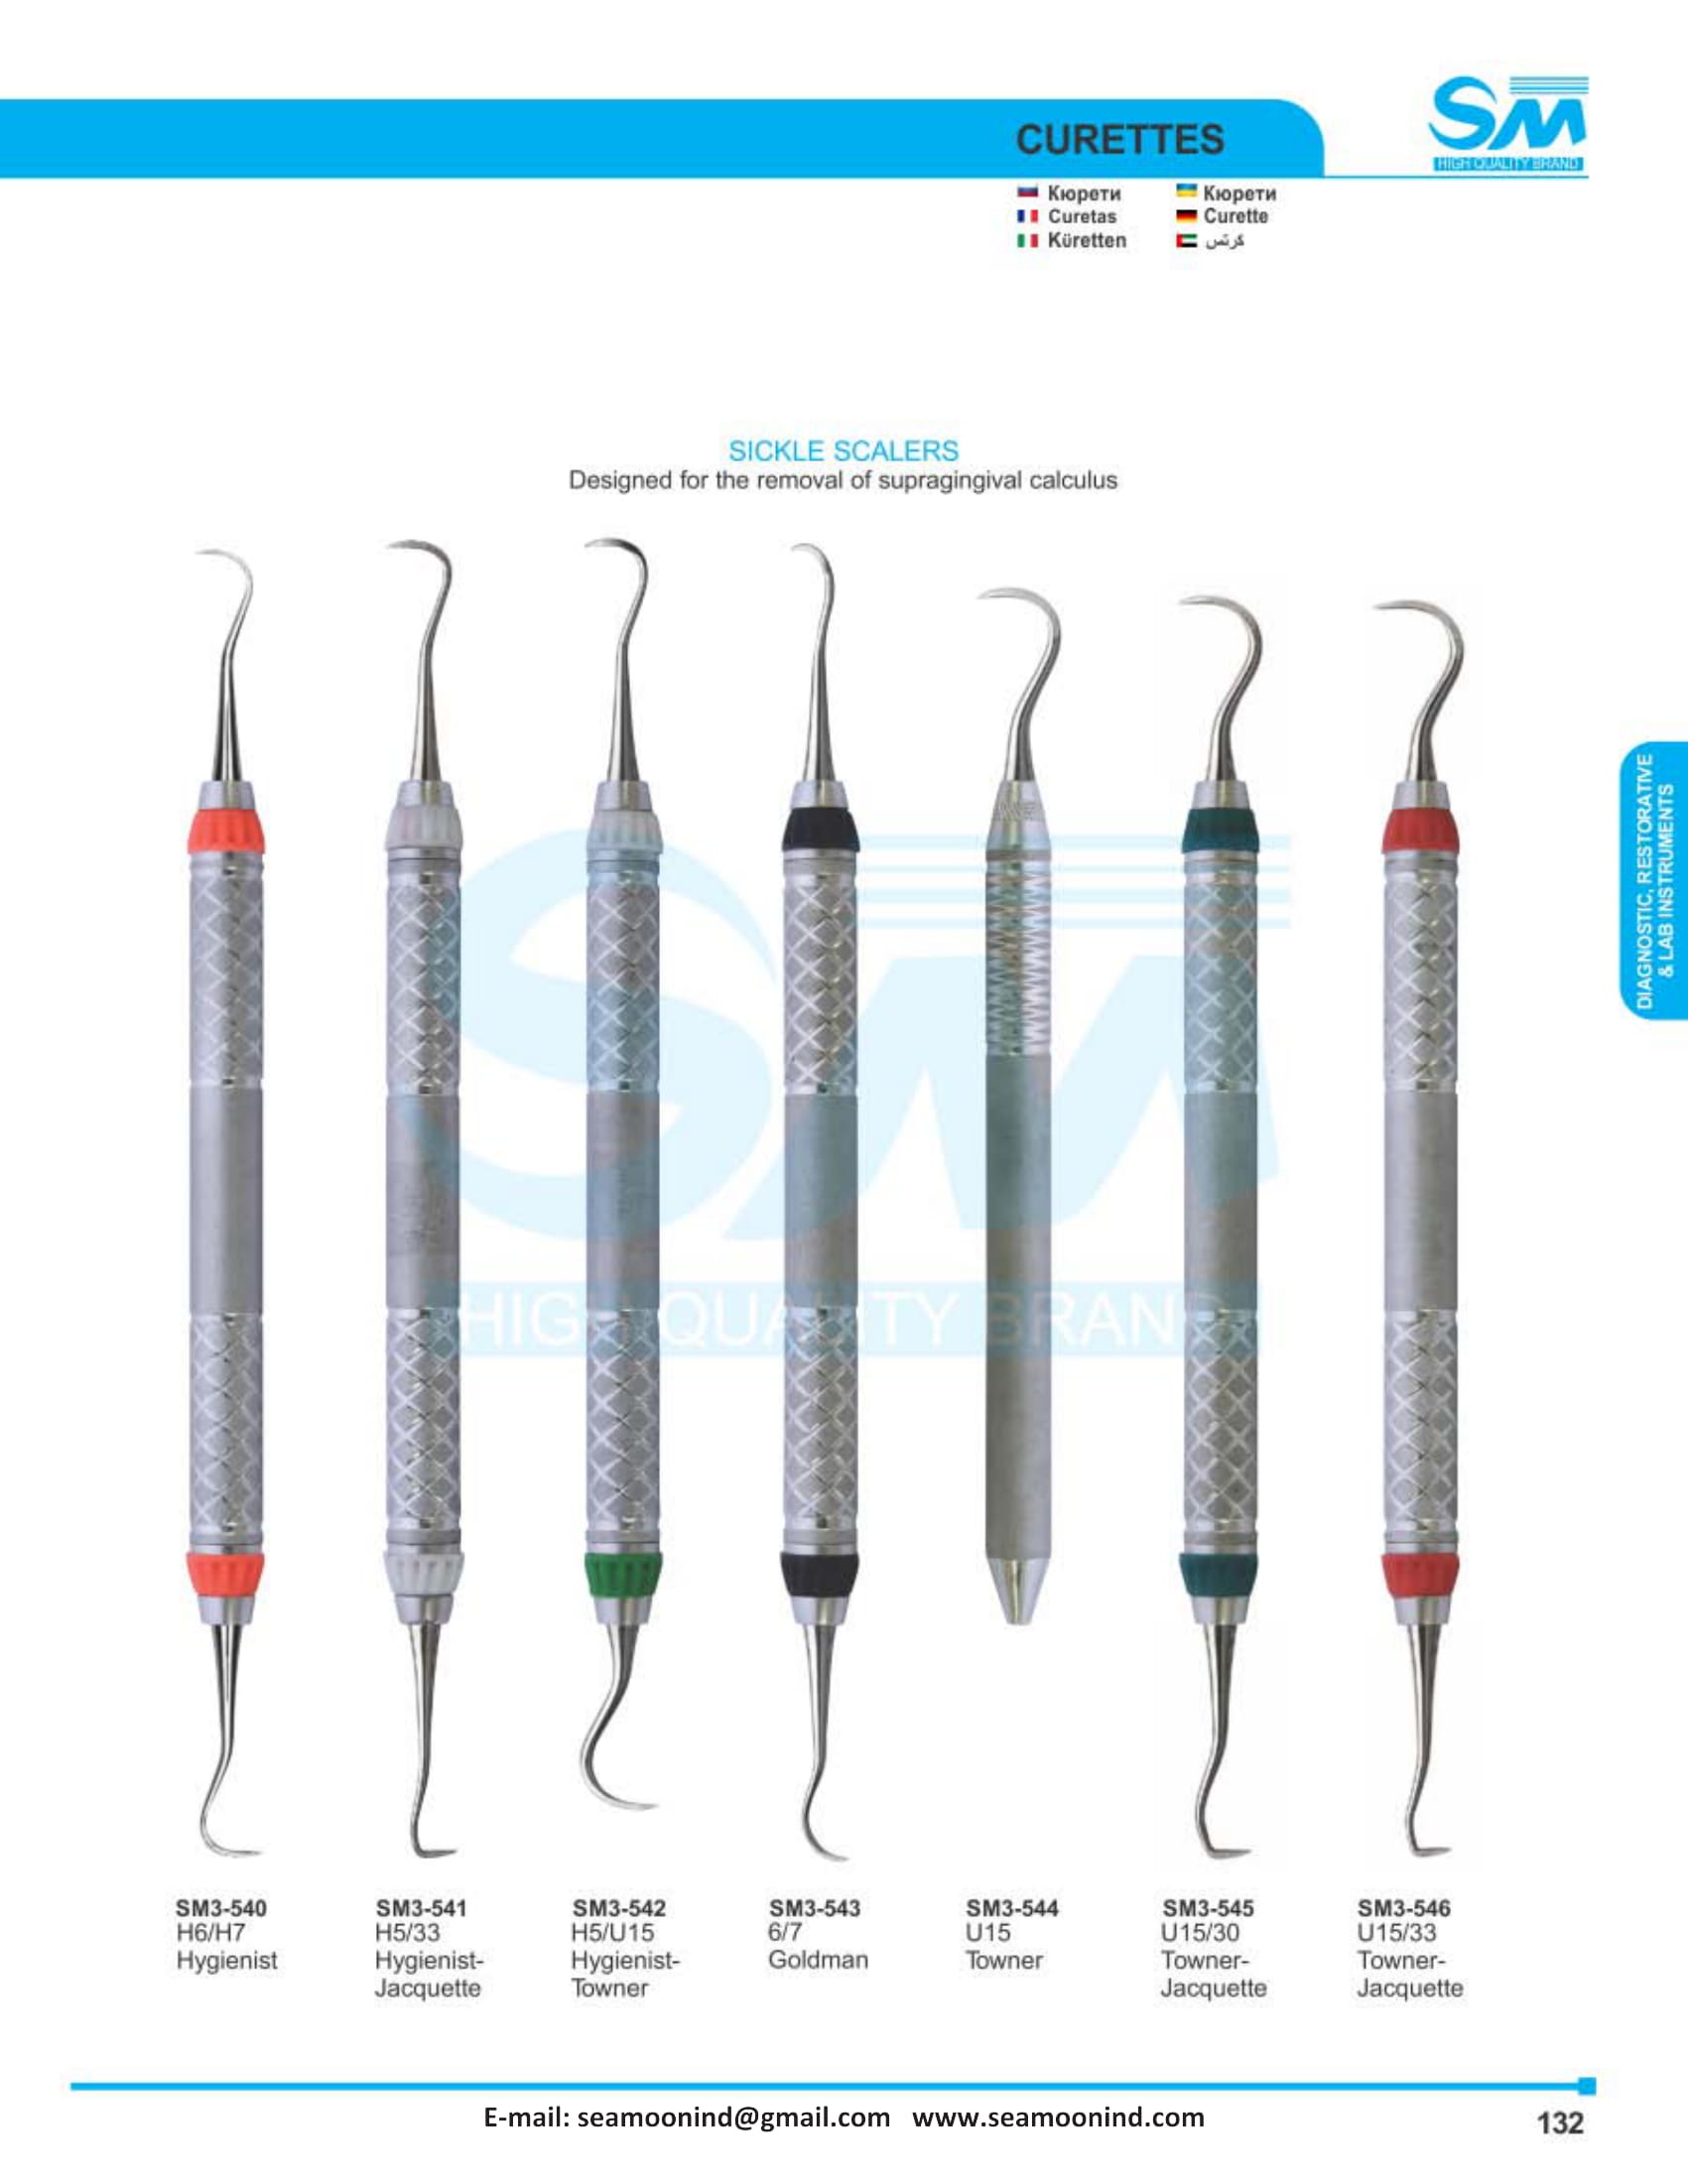 SM
HIGH QUALITY BRAND
CURETTES
Кюрети
Кюрети
Curetas
Curette
Küretten
كرتس
SICKLE SCALERS
Designed for the removal of supragingival calculus
DIAGNOSTIC, RESTORATIVE
& LAB INSTRUMENTS
SM
HIGH QUALITY BRAND
SM3-540
H6/H7
Hygienist
SM3-541
H5/33
Hygienist-
Jacquette
SM3-542
H5/U15
Hygienist-
Towner
SM3-543
6/7
Goldman
SM3-544
U15
Towner
SM3-545
U15/30
Towner-
Jacquette
SM3-546
U15/33
Towner-
Jacquette
E-mail: seamoonind@gmail.com www.seamoonind.com
132